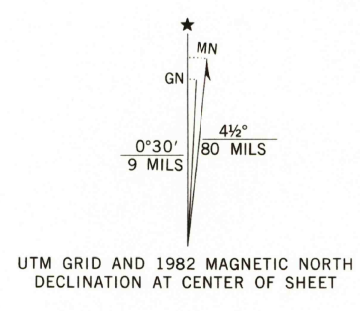 ★
MN
GN
4½°
80 MILS
0°30′
9 MILS
UTM GRID AND 1982 MAGNETIC NORTH
DECLINATION AT CENTER OF SHEET